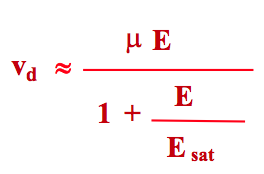 μ E
v_d ≈
1 + E
E_sat